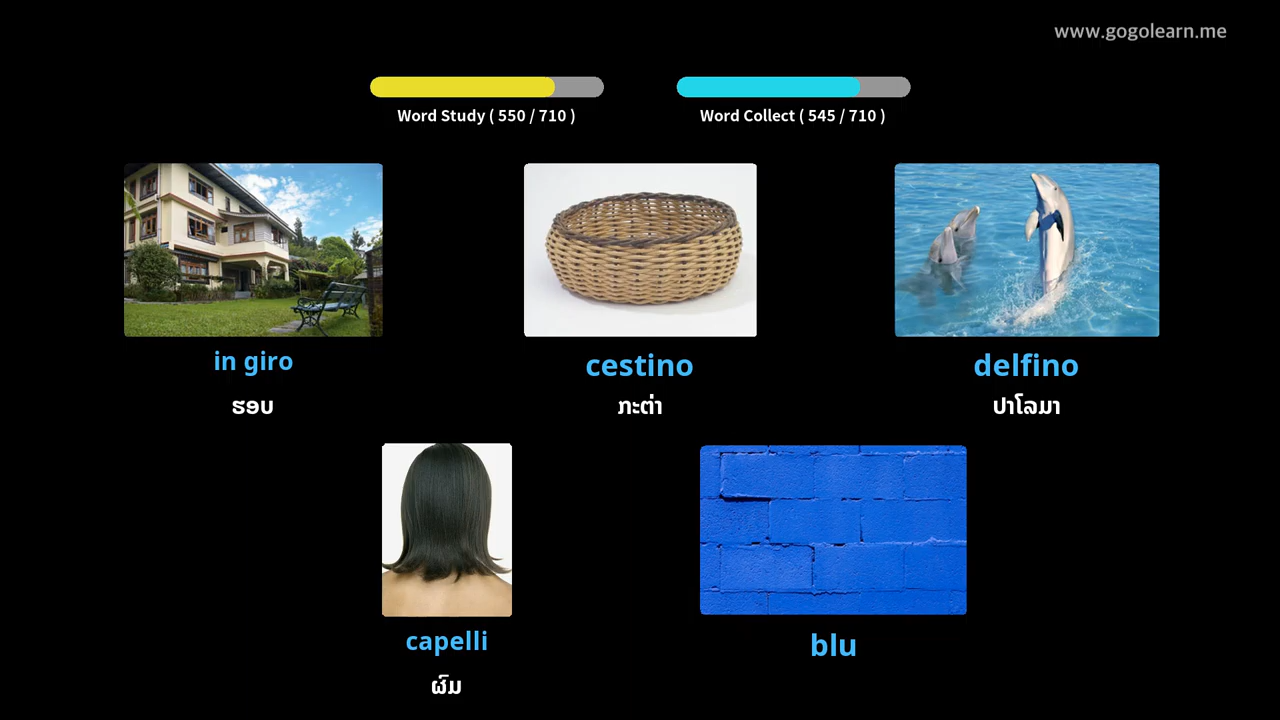 www.gogolearn.me
Word Study ( 550 / 710 )
Word Collect ( 545 / 710 )
in giro
ຮອບ
cestino
ກະຕ່າ
delfino
ປາໂລມາ
capelli
ຜົມ
blu